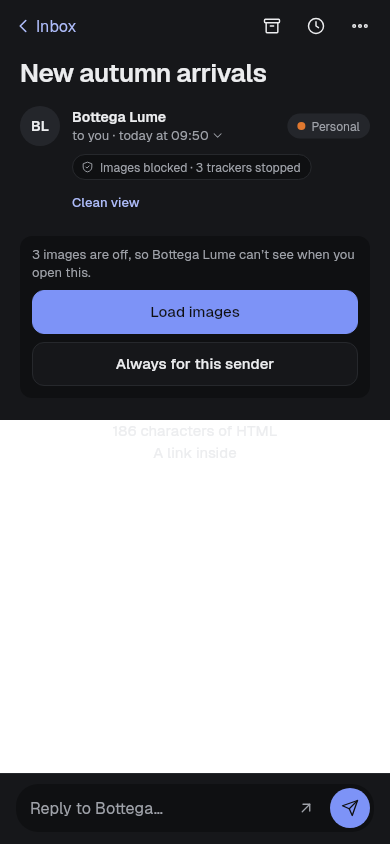 Inbox
New autumn arrivals
BL
Bottega Lume
to you · today at 09:50
Personal
Images blocked · 3 trackers stopped
Clean view
3 images are off, so Bottega Lume can't see when you
open this.
Load images
Always for this sender
186 characters of HTML
A link inside
Reply to Bottega…